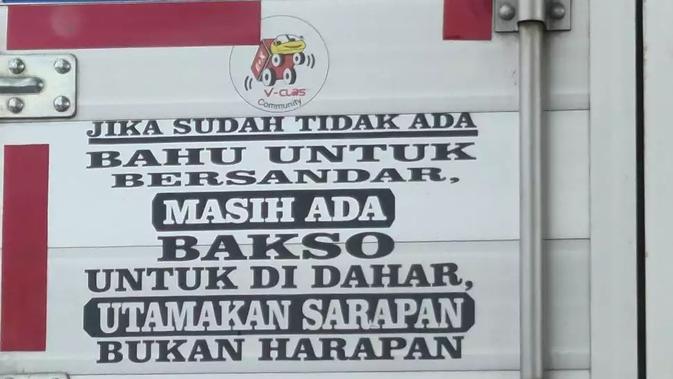 V-CLAS
Community
JIKA SUDAH TIDAK ADA
BAHU UNTUK
BERSANDAR,
MASIH ADA
BAKSO
UNTUK DI DAHAR,
UTAMAKAN SARAPAN
BUKAN HARAPAN